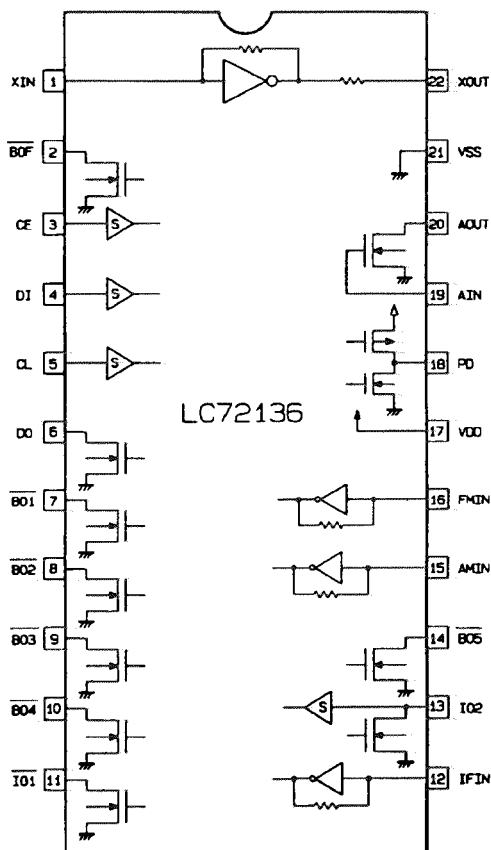 XIN 1 22 XOUT
BOF 2 21 VSS
CE 3 S 20 AOUT
DI 4 S 19 AIN
CL 5 S 18 PD
LC72136
DO 6 17 VDD
BO1 7 16 FMIN
BO2 8 15 AMIN
BO3 9 14 BO5
BO4 10 S 13 IO2
IO1 11 12 IFIN